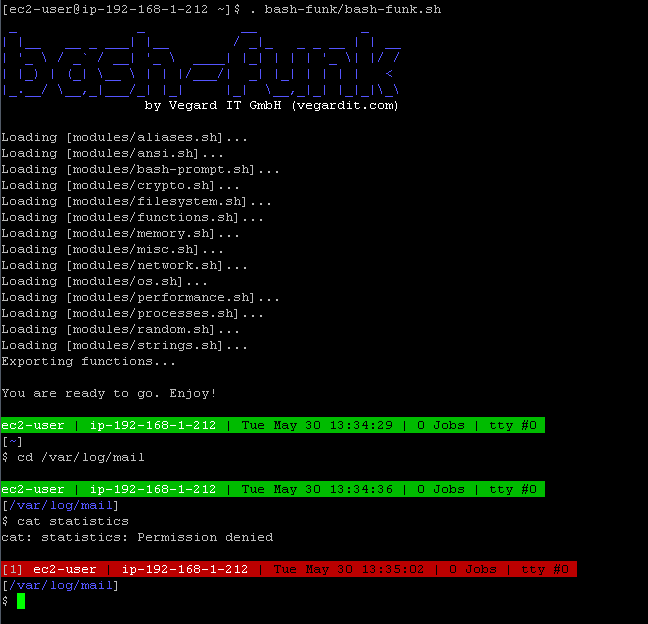 [ec2-user@ip-192-168-1-212 ~]$ . bash-funk/bash-funk.sh
bash-funk
by Vegard IT GmbH (vegardit.com)
Loading [modules/aliases.sh]...
Loading [modules/ansi.sh]...
Loading [modules/bash-prompt.sh]...
Loading [modules/crypto.sh]...
Loading [modules/filesystem.sh]...
Loading [modules/functions.sh]...
Loading [modules/memory.sh]...
Loading [modules/misc.sh]...
Loading [modules/network.sh]...
Loading [modules/os.sh]...
Loading [modules/performance.sh]...
Loading [modules/processes.sh]...
Loading [modules/random.sh]...
Loading [modules/strings.sh]...
Exporting functions...
You are ready to go. Enjoy!
ec2-user | ip-192-168-1-212 | Tue May 30 13:34:29 | 0 Jobs | tty #0
[~]
$ cd /var/log/mail
ec2-user | ip-192-168-1-212 | Tue May 30 13:34:36 | 0 Jobs | tty #0
[/var/log/mail]
$ cat statistics
cat: statistics: Permission denied
[1] ec2-user | ip-192-168-1-212 | Tue May 30 13:35:02 | 0 Jobs | tty #0
[/var/log/mail]
$